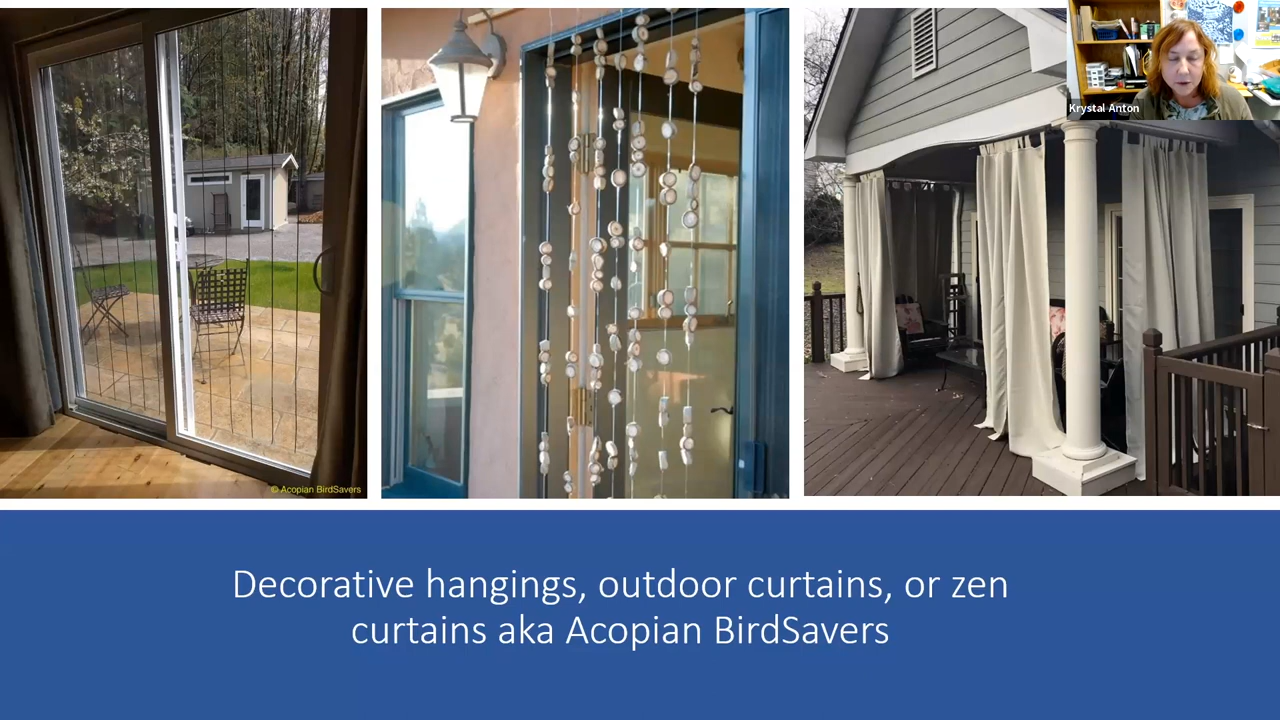 Krystal Anton
© Acopian BirdSavers
Decorative hangings, outdoor curtains, or zen
curtains aka Acopian BirdSavers